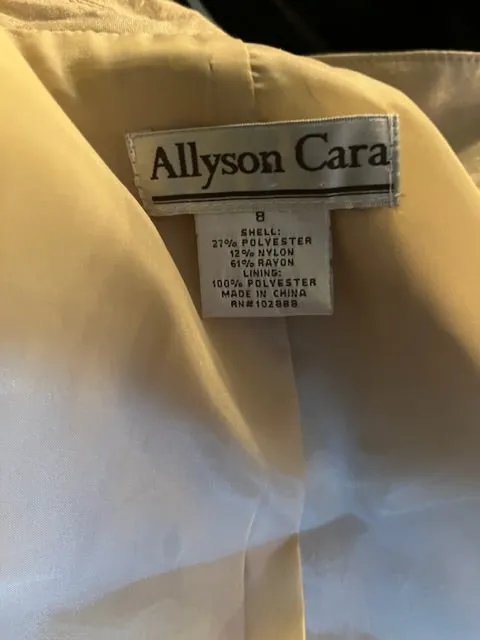 Allyson Cara
8
SHELL:
27% POLYESTER
12% NYLON
61% RAYON
LINING:
100% POLYESTER
MADE IN CHINA
RN#102888